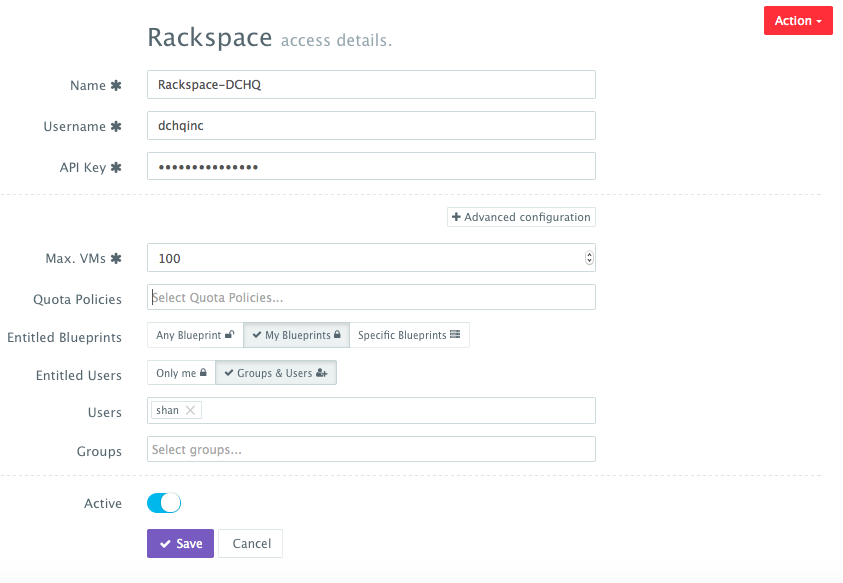 Action
Rackspace access details.
Name ✱ Rackspace-DCHQ
Username ✱ dchqinc
API Key ✱ •••••••••••••••
+ Advanced configuration
Max. VMs ✱ 100
Quota Policies Select Quota Policies...
Entitled Blueprints Any Blueprint My Blueprints Specific Blueprints
Entitled Users Only me Groups & Users
Users shan
Groups Select groups...
Active
Save Cancel